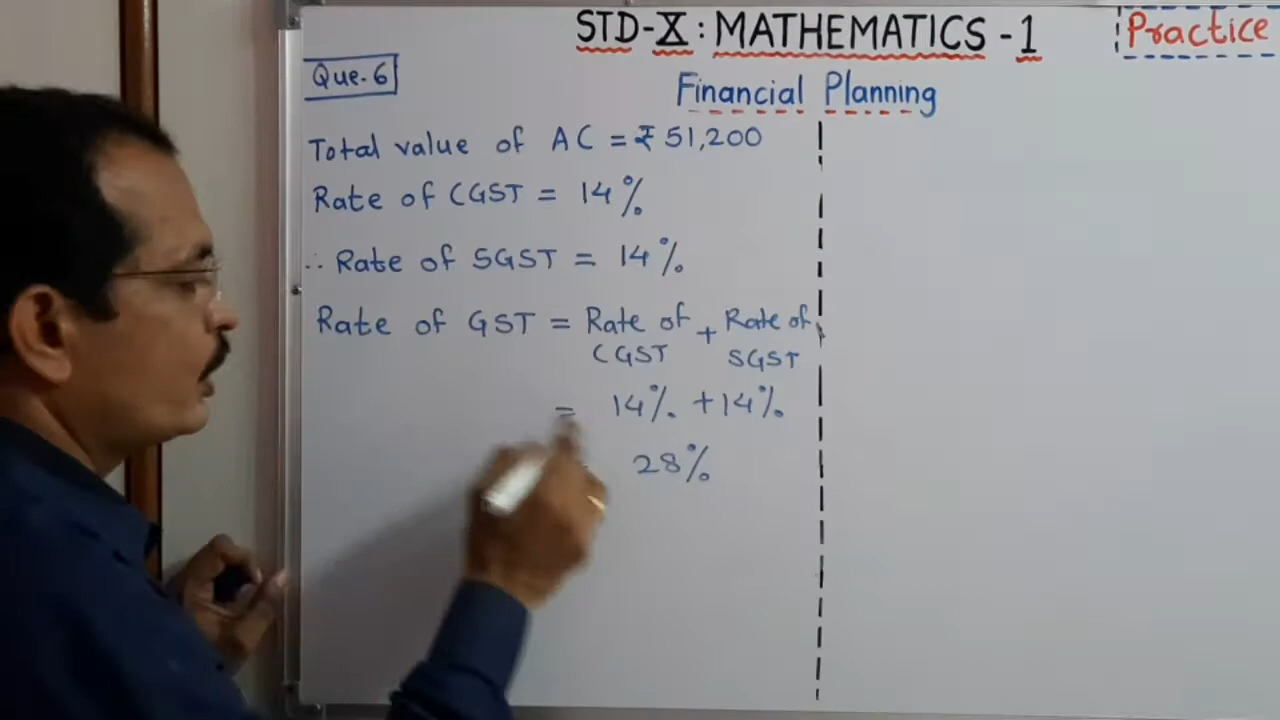 STD-X : MATHEMATICS - 1
Practice
Financial Planning
Que. 6
Total value of AC = ₹ 51,200
Rate of CGST = 14%
∴ Rate of SGST = 14%
Rate of GST = Rate of CGST + Rate of SGST
= 14% + 14%
28%